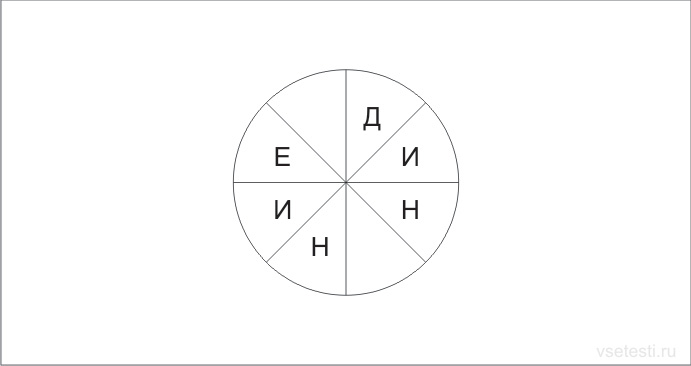 Д
Е И
И Н
Н
vsetesti.ru